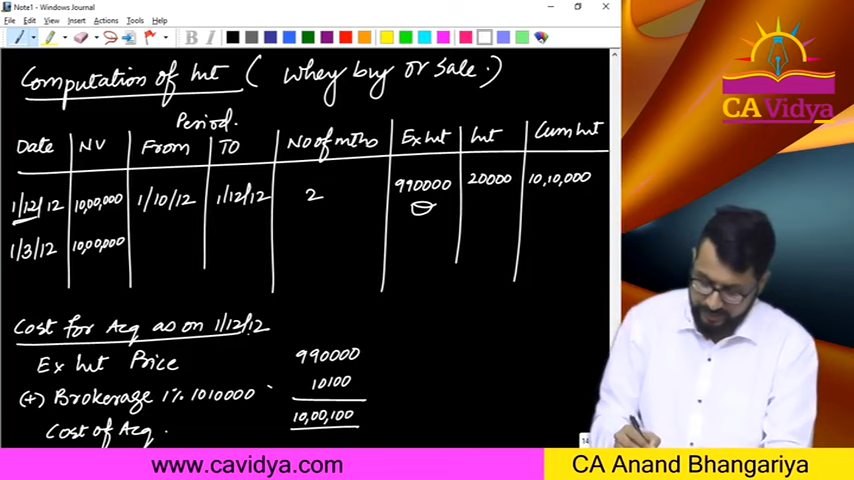 Note1 - Windows Journal
File Edit View Insert Actions Tools Help
B I
Computation of Int ( whey buy or Sale.)
Period.
Date NV From TO No of mths Ex Int Int Cum Int
1/12/12 10,00,000 1/10/12 1/12/12 2 990000 20000 10,10,000
1/3/12 10,00,000
Cost for Acq as on 1/12/12
Ex Int Price 990000
(+) Brokerage 1% 1010000 10100
Cost of Acq. 10,00,100
14
CA Vidya
www.cavidya.com
CA Anand Bhangariya